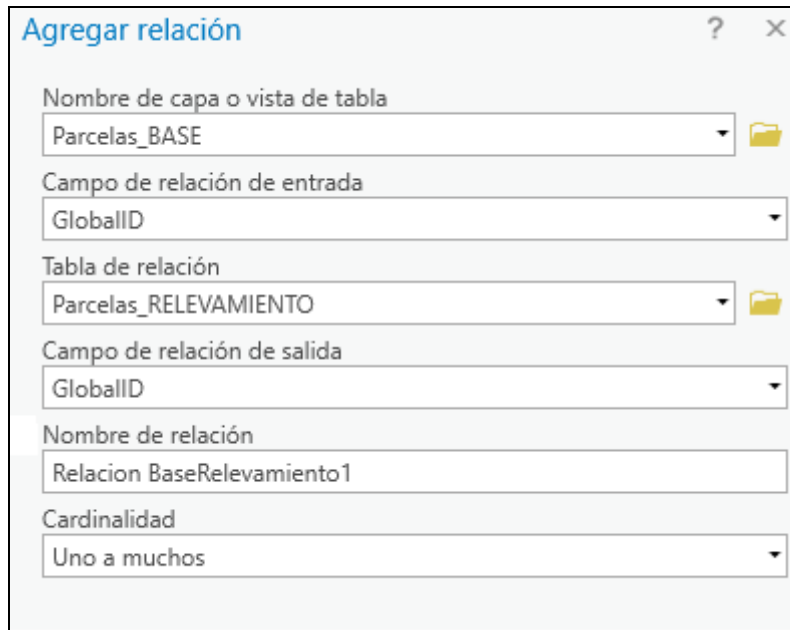 Agregar relación ? ×
Nombre de capa o vista de tabla
Parcelas_BASE
Campo de relación de entrada
GlobalID
Tabla de relación
Parcelas_RELEVAMIENTO
Campo de relación de salida
GlobalID
Nombre de relación
Relacion BaseRelevamiento1
Cardinalidad
Uno a muchos